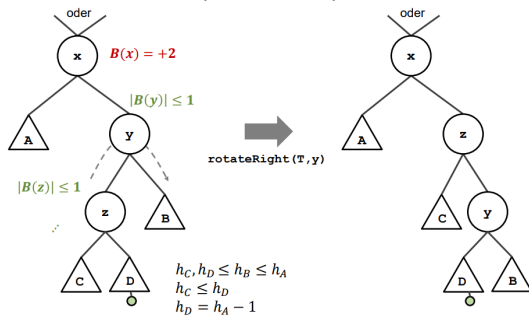 oder
oder
x
B(x) = +2
x
|B(y)| ≤ 1
A
y
A
z
rotateRight(T,y)
|B(z)| ≤ 1
z
B
C
y
C
D
D
B
h_C, h_D ≤ h_B ≤ h_A
h_C ≤ h_D
h_D = h_A − 1